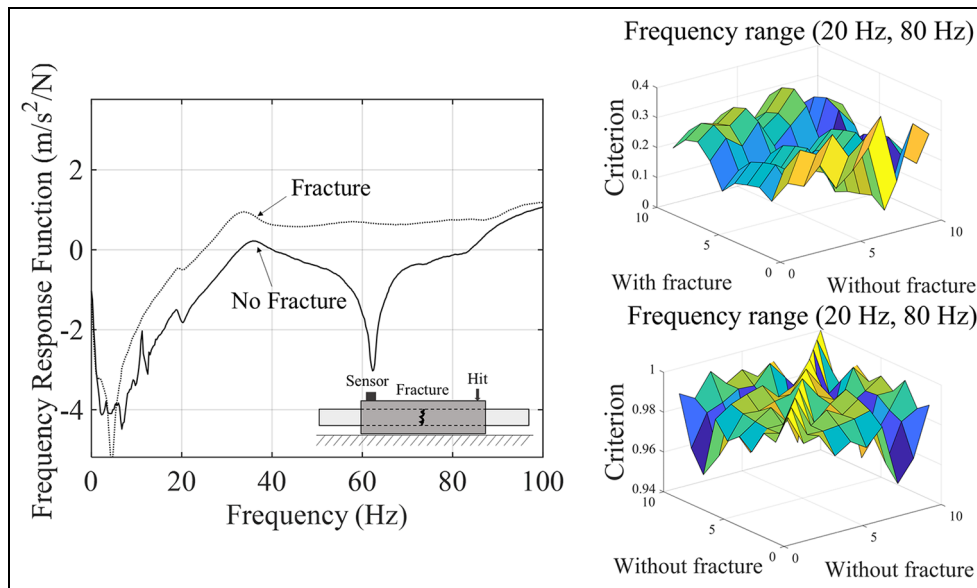 Frequency Response Function (m/s²/N)
2
0
-2
-4
0 20 40 60 80 100
Frequency (Hz)
Fracture
No Fracture
Sensor
Fracture
Hit
Frequency range (20 Hz, 80 Hz)
Criterion
0.4
0.3
0.2
0.1
0
10
5
0
0
5
10
With fracture
Without fracture
Frequency range (20 Hz, 80 Hz)
Criterion
1
0.98
0.96
0.94
10
5
0
0
5
10
Without fracture
Without fracture